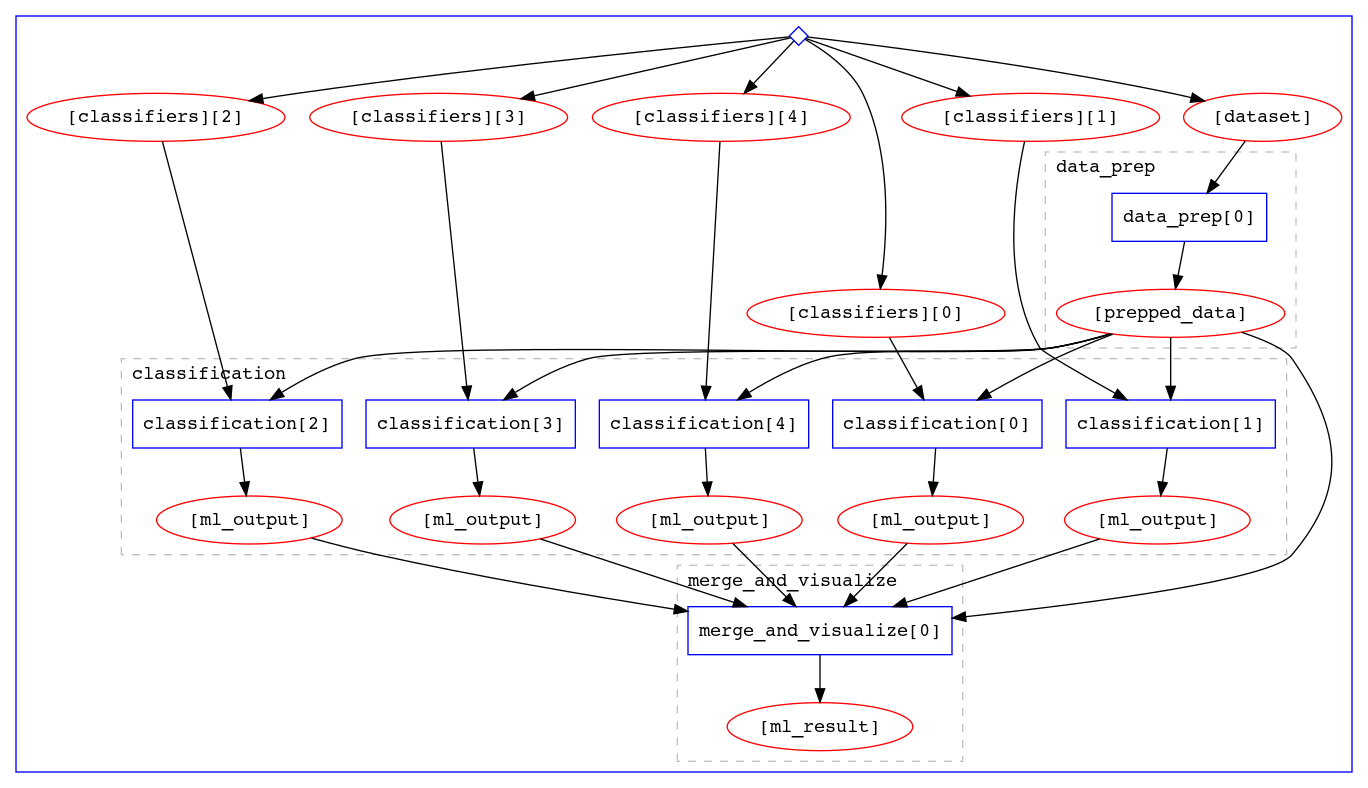 [classifiers][2]
[classifiers][3]
[classifiers][4]
[classifiers][1]
[dataset]
data_prep
data_prep[0]
[classifiers][0]
[prepped_data]
classification
classification[2]
classification[3]
classification[4]
classification[0]
classification[1]
[ml_output]
[ml_output]
[ml_output]
[ml_output]
[ml_output]
merge_and_visualize
merge_and_visualize[0]
[ml_result]